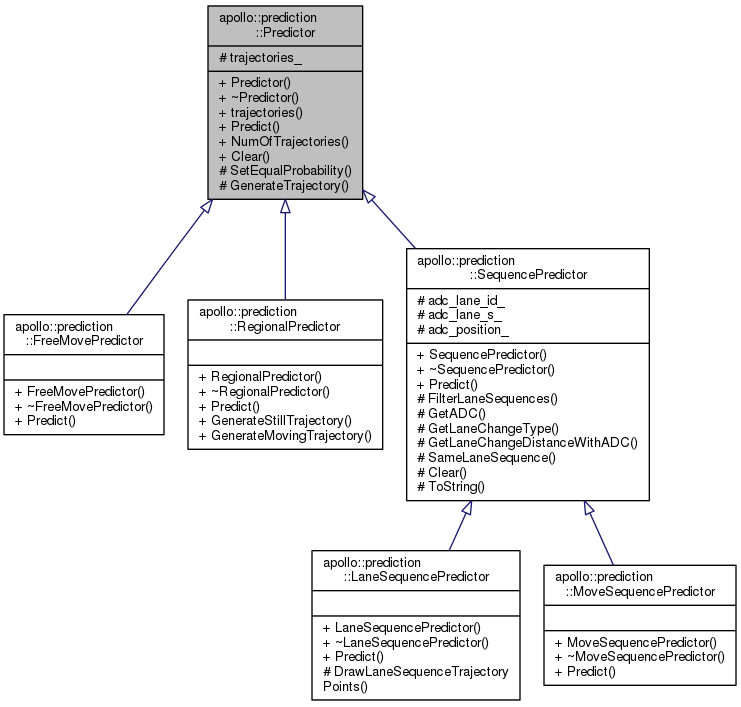 apollo::prediction
::Predictor
# trajectories_
+ Predictor()
+ ~Predictor()
+ trajectories()
+ Predict()
+ NumOfTrajectories()
+ Clear()
# SetEqualProbability()
# GenerateTrajectory()
apollo::prediction
::FreeMovePredictor
+ FreeMovePredictor()
+ ~FreeMovePredictor()
+ Predict()
apollo::prediction
::RegionalPredictor
+ RegionalPredictor()
+ ~RegionalPredictor()
+ Predict()
+ GenerateStillTrajectory()
+ GenerateMovingTrajectory()
apollo::prediction
::SequencePredictor
# adc_lane_id_
# adc_lane_s_
# adc_position_
+ SequencePredictor()
+ ~SequencePredictor()
+ Predict()
# FilterLaneSequences()
# GetADC()
# GetLaneChangeType()
# GetLaneChangeDistanceWithADC()
# SameLaneSequence()
# Clear()
# ToString()
apollo::prediction
::LaneSequencePredictor
+ LaneSequencePredictor()
+ ~LaneSequencePredictor()
+ Predict()
# DrawLaneSequenceTrajectory
Points()
apollo::prediction
::MoveSequencePredictor
+ MoveSequencePredictor()
+ ~MoveSequencePredictor()
+ Predict()